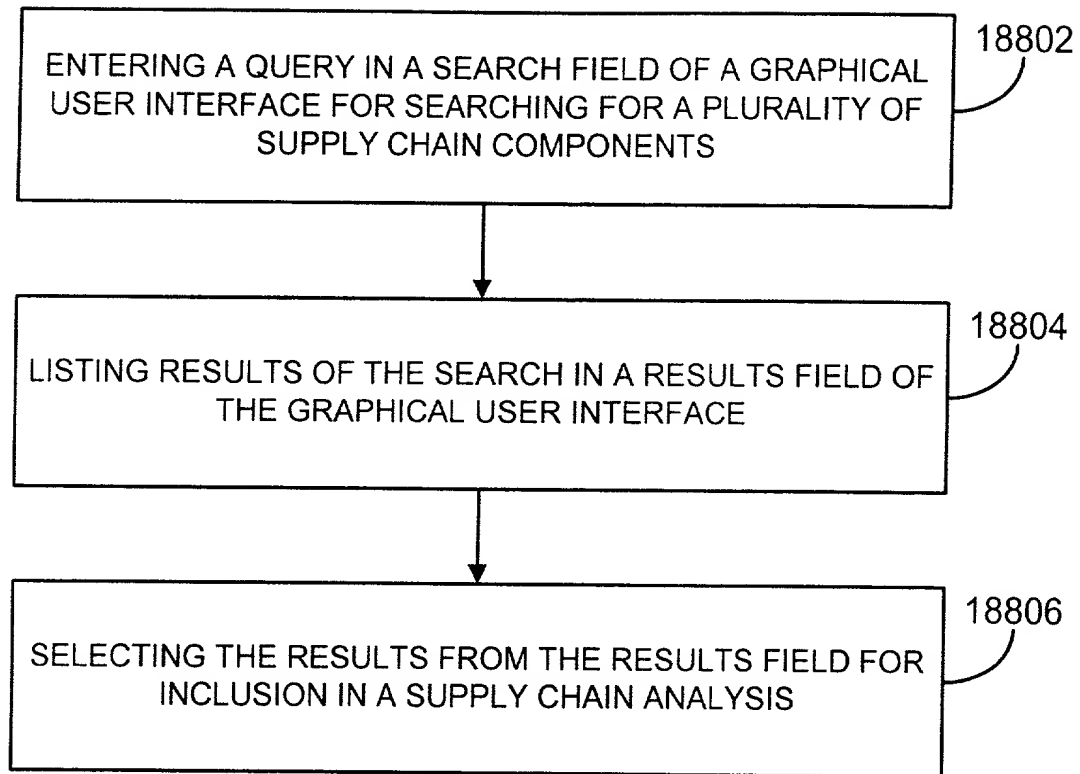 18802
ENTERING A QUERY IN A SEARCH FIELD OF A GRAPHICAL
USER INTERFACE FOR SEARCHING FOR A PLURALITY OF
SUPPLY CHAIN COMPONENTS
18804
LISTING RESULTS OF THE SEARCH IN A RESULTS FIELD OF
THE GRAPHICAL USER INTERFACE
18806
SELECTING THE RESULTS FROM THE RESULTS FIELD FOR
INCLUSION IN A SUPPLY CHAIN ANALYSIS